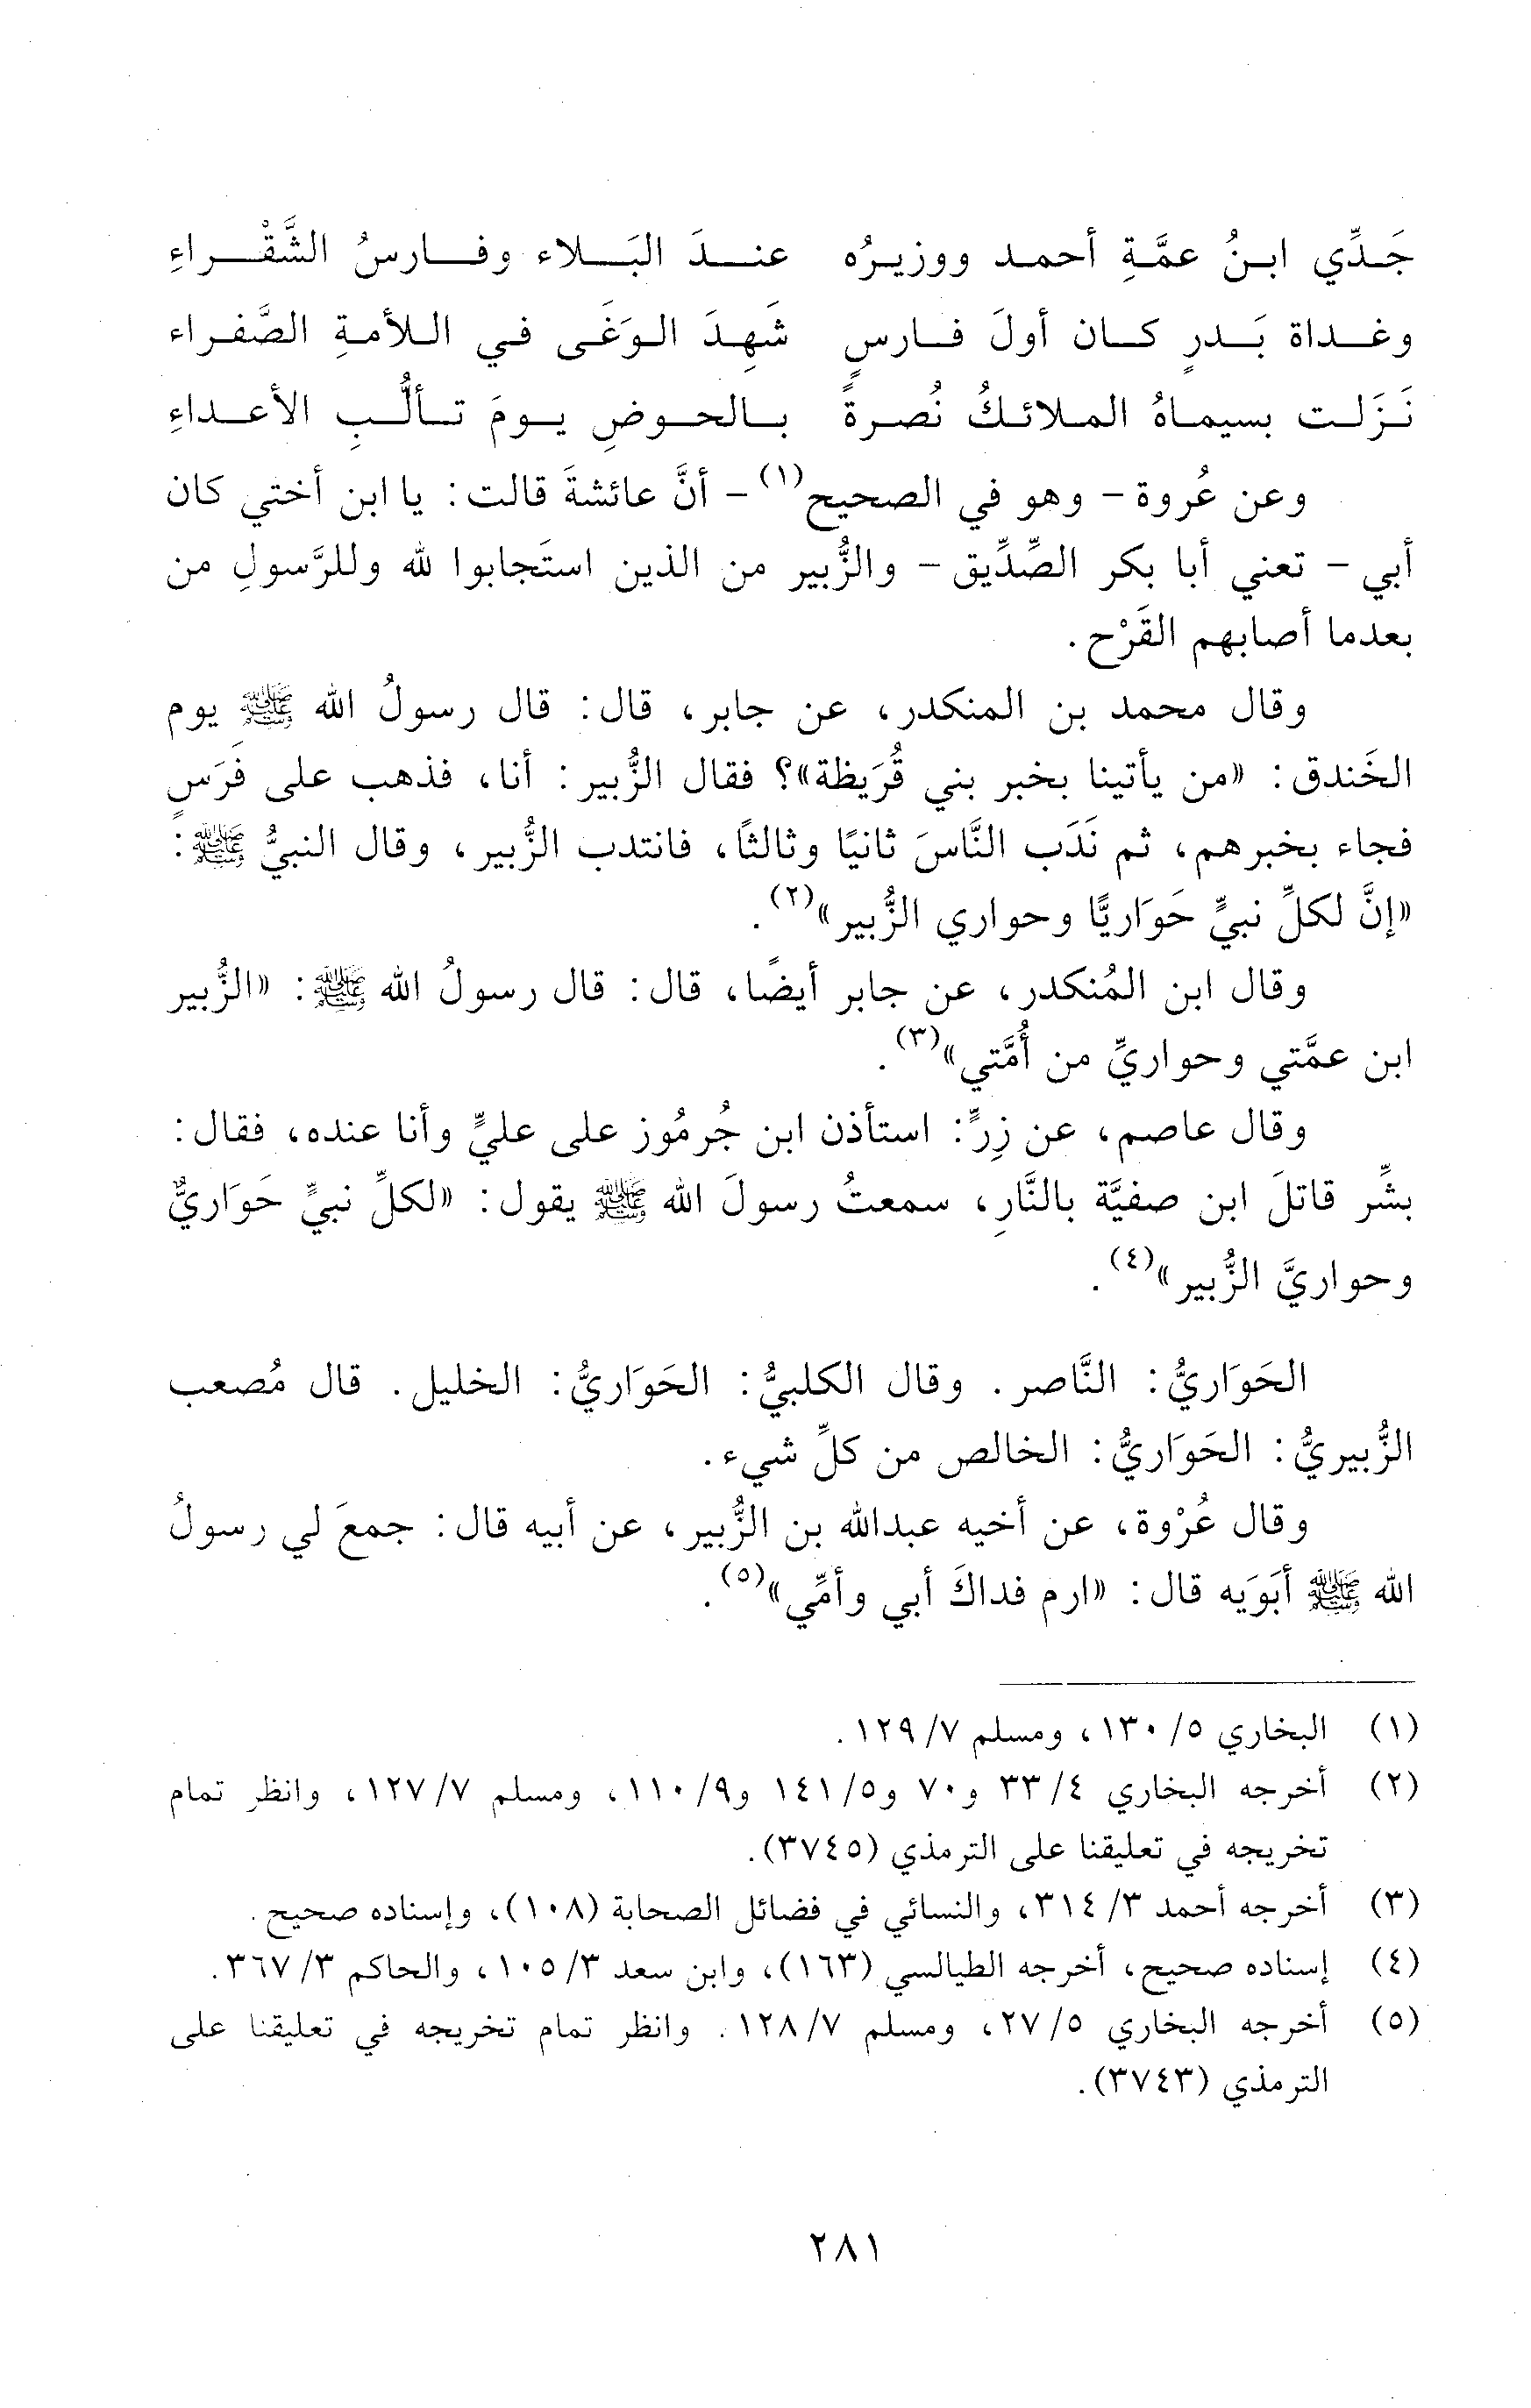 جَدِّي ابنُ عمَّةِ أحمد ووزيرُه عندَ البَلاء وفارسُ الشَّقْراءِ
وغداة بَدرٍ كان أولَ فارسٍ شَهِدَ الوَغَى في اللأمةِ الصَّفراء
نَزَلت بسيماهُ الملائكُ نُصرةً بالحوضِ يومَ تألُّبِ الأعداءِ
وعن عُروة - وهو في الصحيح(١) - أنَّ عائشةَ قالت: يا ابن أختي كان
أبي - تعني أبا بكر الصِّدِّيق - والزُّبير من الذين استَجابوا لله وللرَّسولِ من
بعدما أصابهم القَرْح.
وقال محمد بن المنكدر، عن جابر، قال: قال رسولُ الله ﷺ يوم
الخَندق: «من يأتينا بخبر بني قُرَيظة»؟ فقال الزُّبير: أنا، فذهب على فَرَسٍ
فجاء بخبرهم، ثم نَدَب النَّاسَ ثانيًا وثالثًا، فانتدب الزُّبير، وقال النبيُّ ﷺ:
«إنَّ لكلِّ نبيٍّ حَوَاريًّا وحواري الزُّبير»(٢).
وقال ابن المُنكدر، عن جابر أيضًا، قال: قال رسولُ الله ﷺ: «الزُّبير
ابن عمَّتي وحواريِّ من أُمَّتي»(٣).
وقال عاصم، عن زِرٍّ: استأذن ابن جُرمُوز على عليٍّ وأنا عنده، فقال:
بشِّر قاتلَ ابن صفيَّة بالنَّارِ، سمعتُ رسولَ الله ﷺ يقول: «لكلِّ نبيٍّ حَوَاريٌّ
وحواريَّ الزُّبير»(٤).
الحَوَاريُّ: النَّاصر. وقال الكلبيُّ: الحَوَاريُّ: الخليل. قال مُصعب
الزُّبيريُّ: الحَوَاريُّ: الخالص من كلِّ شيء.
وقال عُرْوة، عن أخيه عبدالله بن الزُّبير، عن أبيه قال: جمعَ لي رسولُ
الله ﷺ أبَوَيه قال: «ارم فداكَ أبي وأمِّي»(٥).
(١) البخاري ٥/ ١٣٠، ومسلم ٧/ ١٢٩.
(٢) أخرجه البخاري ٤/ ٣٣ و٧٠ و٥/ ١٤١ و٩/ ١١٠، ومسلم ٧/ ١٢٧، وانظر تمام
تخريجه في تعليقنا على الترمذي (٣٧٤٥).
(٣) أخرجه أحمد ٣/ ٣١٤، والنسائي في فضائل الصحابة (١٠٨)، وإسناده صحيح.
(٤) إسناده صحيح، أخرجه الطيالسي (١٦٣)، وابن سعد ٣/ ١٠٥، والحاكم ٣/ ٣٦٧.
(٥) أخرجه البخاري ٥/ ٢٧، ومسلم ٧/ ١٢٨. وانظر تمام تخريجه في تعليقنا على
الترمذي (٣٧٤٣).
٢٨١